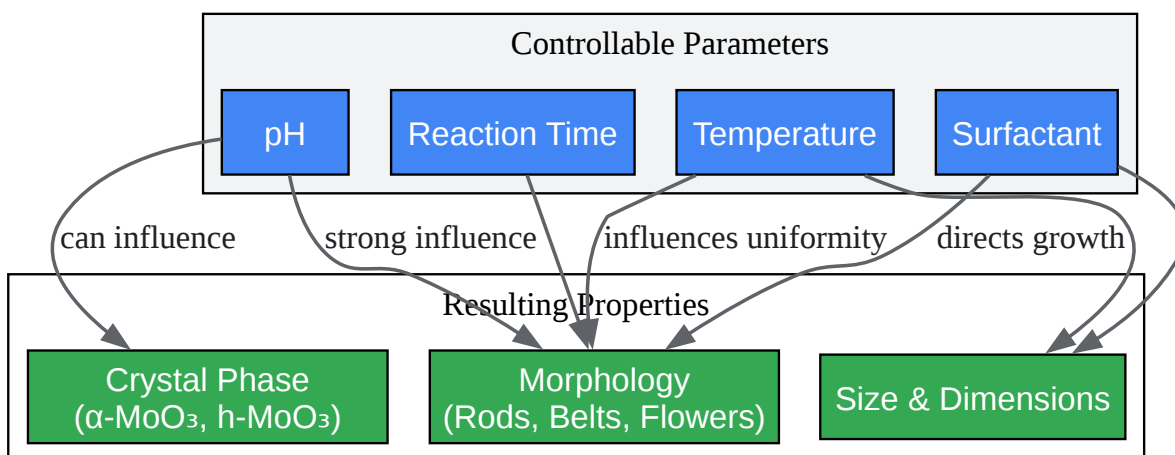 Controllable Parameters
pH
Reaction Time
Temperature
Surfactant
can influence
strong influence
influences uniformity
directs growth
Resulting Properties
Crystal Phase
(α-MoO₃, h-MoO₃)
Morphology
(Rods, Belts, Flowers)
Size & Dimensions